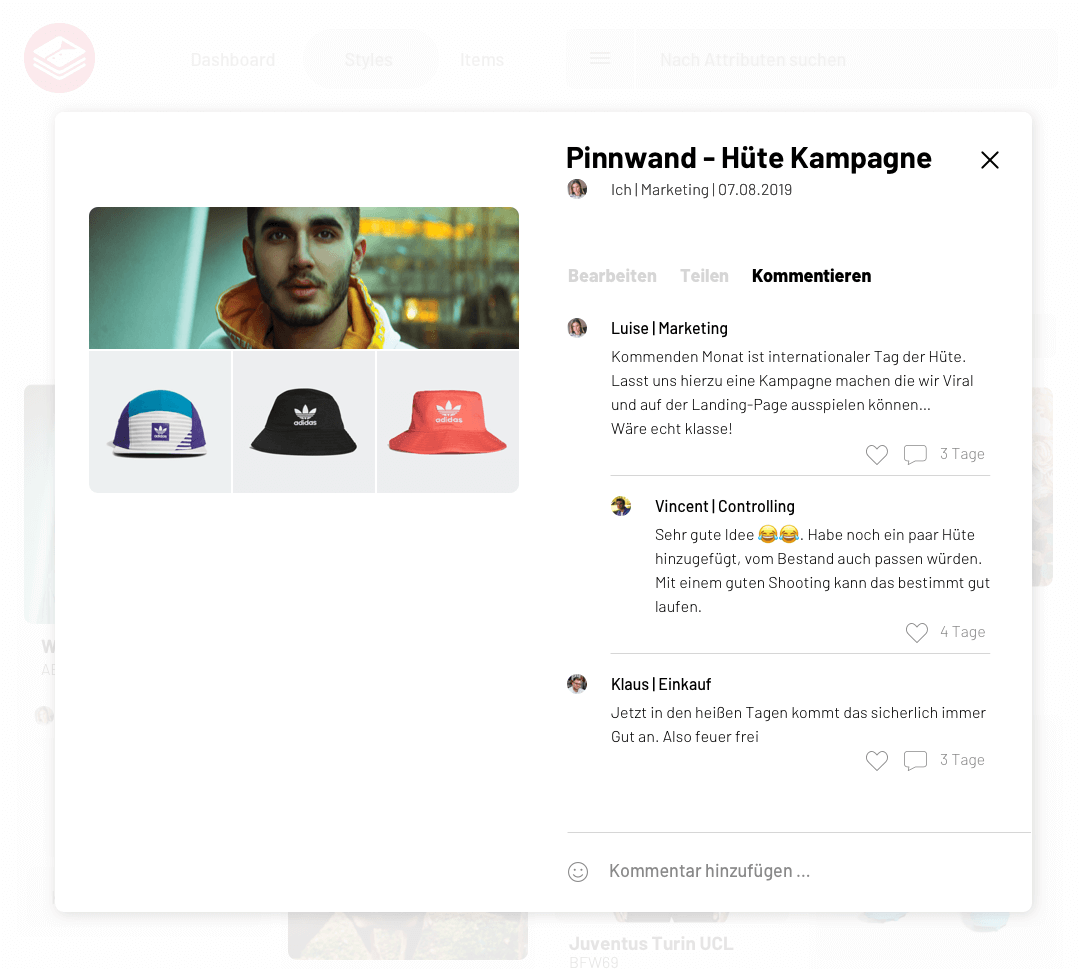 Dashboard
Styles
Items
Nach Attributen suchen
Pinnwand - Hüte Kampagne
Ich | Marketing | 07.08.2019
Bearbeiten
Teilen
Kommentieren
adidas
adidas
Luise | Marketing
Kommenden Monat ist internationaler Tag der Hüte.
Lasst uns hierzu eine Kampagne machen die wir Viral
und auf der Landing-Page ausspielen können...
Wäre echt klasse!
3 Tage
Vincent | Controlling
Sehr gute Idee 😂😂. Habe noch ein paar Hüte
hinzugefügt, vom Bestand auch passen würden.
Mit einem guten Shooting kann das bestimmt gut
laufen.
4 Tage
Klaus | Einkauf
Jetzt in den heißen Tagen kommt das sicherlich immer
Gut an. Also feuer frei
3 Tage
Kommentar hinzufügen ...
Juventus Turin UCL
BFW69